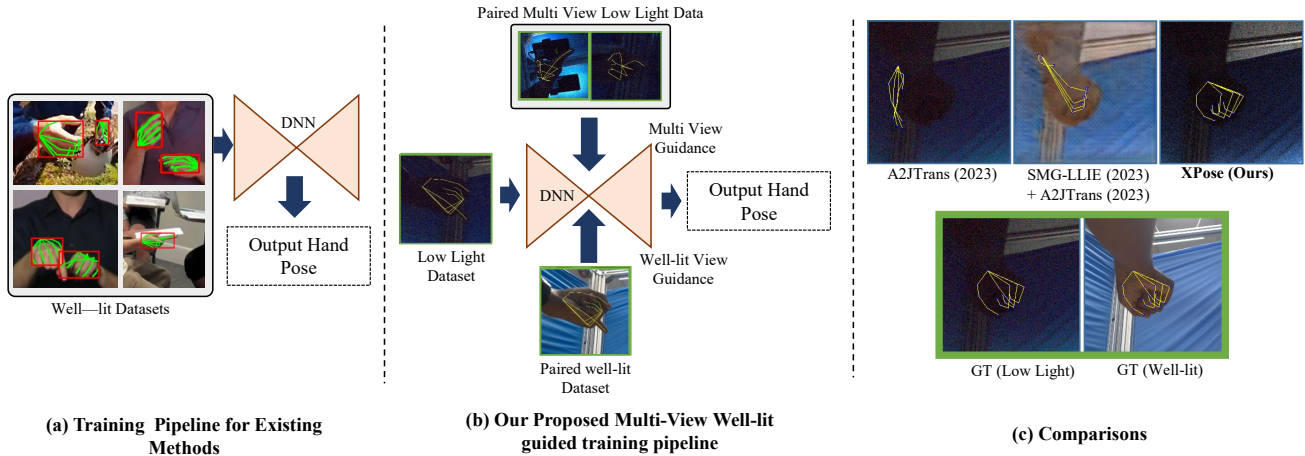 DNN
Output Hand
Pose
Well—lit Datasets
(a) Training Pipeline for Existing
Methods
Paired Multi View Low Light Data
Multi View
Guidance
DNN
Output Hand
Pose
Low Light
Dataset
Well-lit View
Guidance
Paired well-lit
Dataset
(b) Our Proposed Multi-View Well-lit
guided training pipeline
A2JTrans (2023)
SMG-LLIE (2023)
+ A2JTrans (2023)
XPose (Ours)
GT (Low Light)
GT (Well-lit)
(c) Comparisons